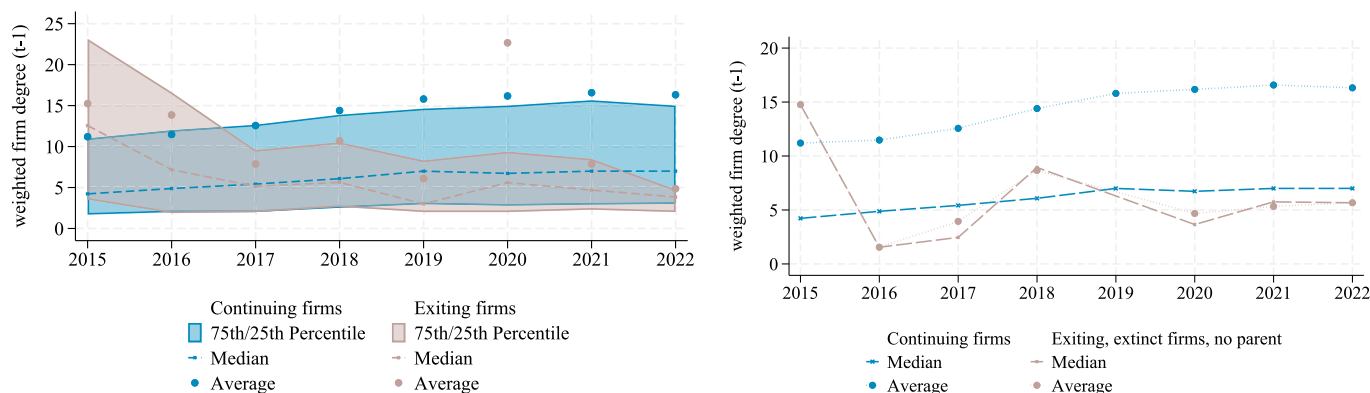 weighted firm degree (t-1)
25
20
15
10
5
0
2015 2016 2017 2018 2019 2020 2021 2022
Continuing firms Exiting firms
75th/25th Percentile 75th/25th Percentile
Median Median
Average Average
weighted firm degree (t-1)
20
15
10
5
0
2015 2016 2017 2018 2019 2020 2021 2022
Continuing firms Exiting, extinct firms, no parent
Median Median
Average Average